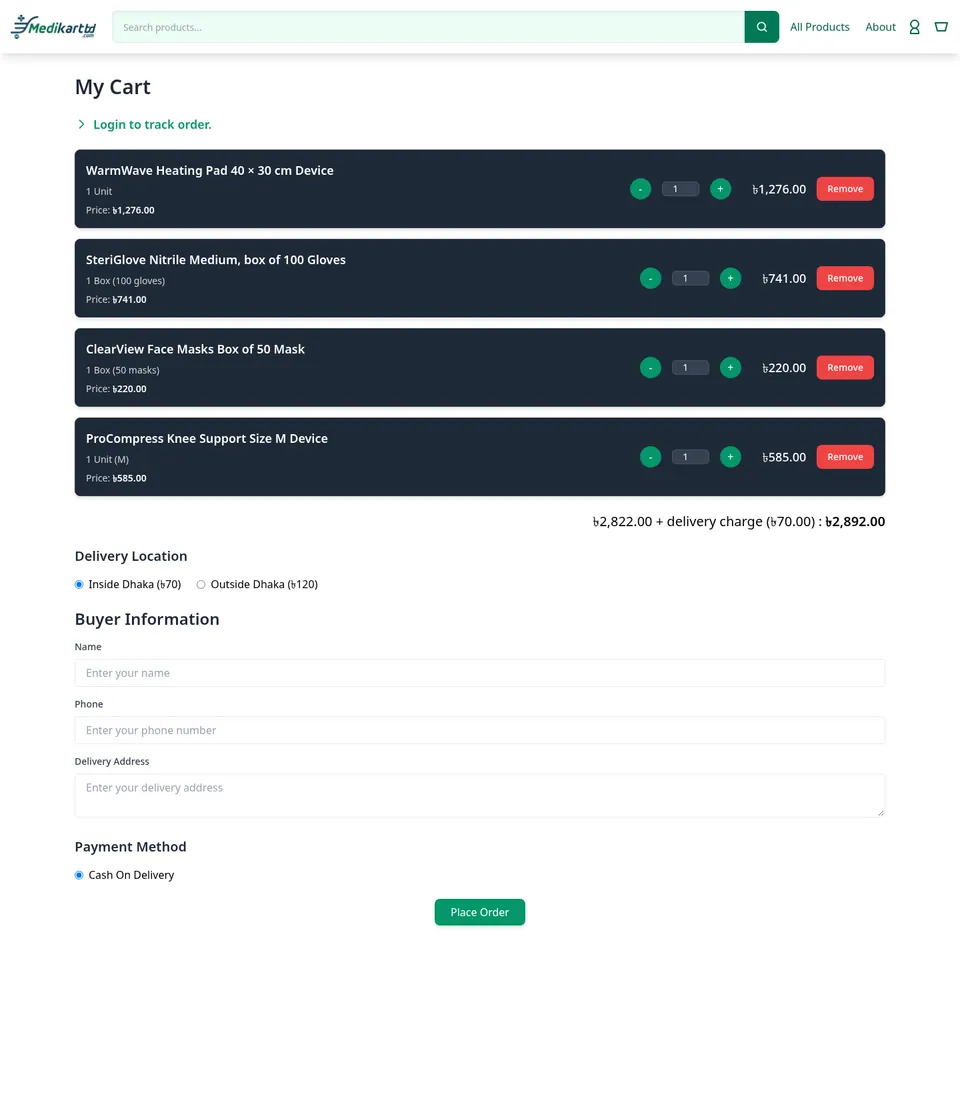 Medikartbd
.com
Search products...
All Products
About
My Cart
Login to track order.
WarmWave Heating Pad 40 × 30 cm Device
1 Unit
Price: ৳1,276.00
- 1 + ৳1,276.00 Remove
SteriGlove Nitrile Medium, box of 100 Gloves
1 Box (100 gloves)
Price: ৳741.00
- 1 + ৳741.00 Remove
ClearView Face Masks Box of 50 Mask
1 Box (50 masks)
Price: ৳220.00
- 1 + ৳220.00 Remove
ProCompress Knee Support Size M Device
1 Unit (M)
Price: ৳585.00
- 1 + ৳585.00 Remove
৳2,822.00 + delivery charge (৳70.00) : ৳2,892.00
Delivery Location
Inside Dhaka (৳70) Outside Dhaka (৳120)
Buyer Information
Name
Enter your name
Phone
Enter your phone number
Delivery Address
Enter your delivery address
Payment Method
Cash On Delivery
Place Order